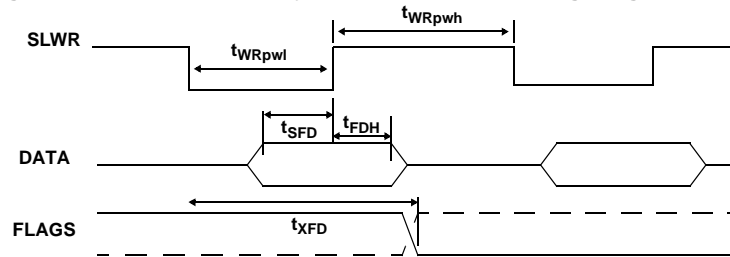 SLWR
tWRpwl
tWRpwh
tSFD
tFDH
DATA
FLAGS
tXFD